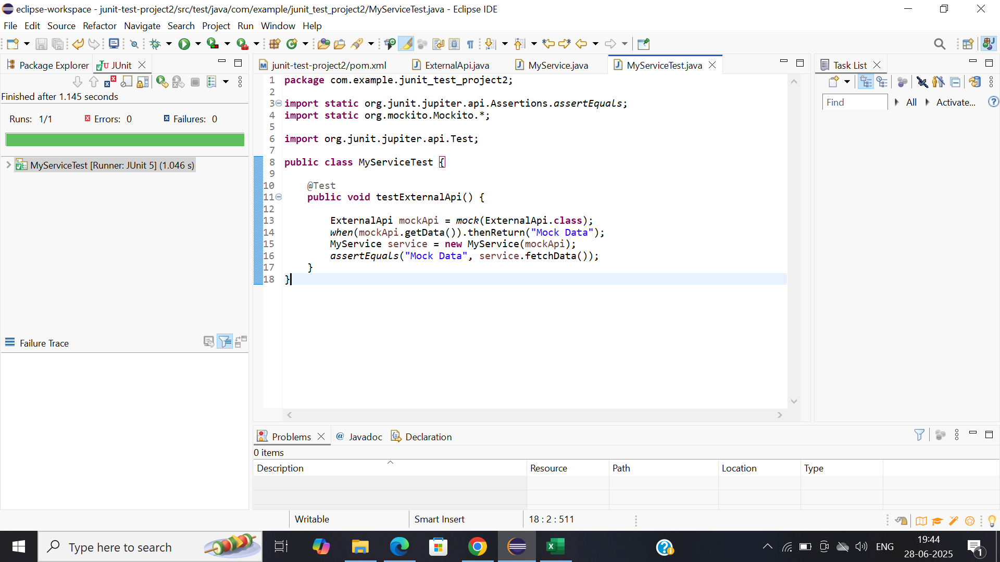 eclipse-workspace - junit-test-project2/src/test/java/com/example/junit_test_project2/MyServiceTest.java - Eclipse IDE
File Edit Source Refactor Navigate Search Project Run Window Help
Package Explorer JUnit
Finished after 1.145 seconds
Runs: 1/1 Errors: 0 Failures: 0
MyServiceTest [Runner: JUnit 5] (1.046 s)
Failure Trace
junit-test-project2/pom.xml ExternalApi.java MyService.java MyServiceTest.java
1 package com.example.junit_test_project2;
2
3 import static org.junit.jupiter.api.Assertions.assertEquals;
4 import static org.mockito.Mockito.*;
5
6 import org.junit.jupiter.api.Test;
7
8 public class MyServiceTest {
9
10 @Test
11 public void testExternalApi() {
12
13 ExternalApi mockApi = mock(ExternalApi.class);
14 when(mockApi.getData()).thenReturn("Mock Data");
15 MyService service = new MyService(mockApi);
16 assertEquals("Mock Data", service.fetchData());
17 }
18 }
Task List
Find All Activate...
Problems @ Javadoc Declaration
0 items
Description Resource Path Location Type
Writable Smart Insert 18 : 2 : 511
Type here to search
ENG
19:44
28-06-2025
1